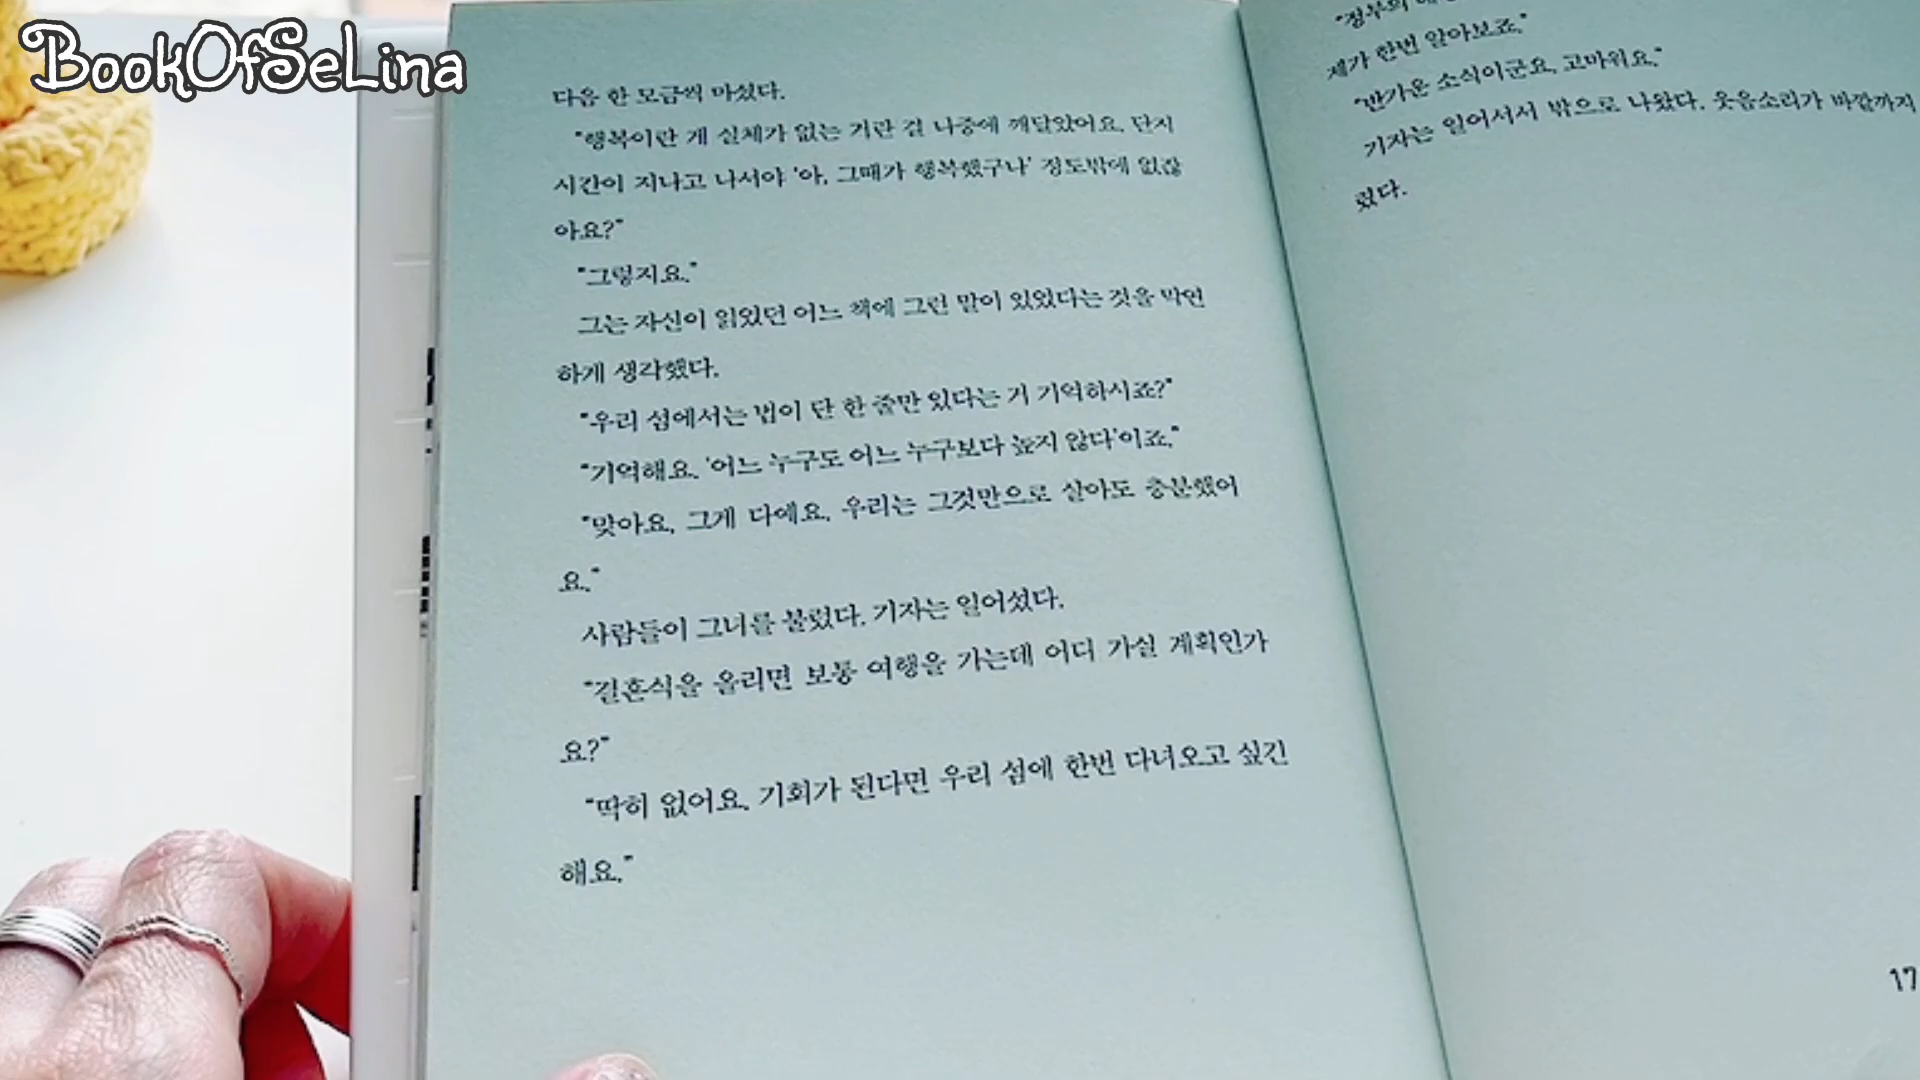 BookOfSeLina
다음 한 모금씩 마셨다.
"행복이란 게 실체가 없는 거란 걸 나중에 깨달았어요. 단지
시간이 지나고 나서야 '아, 그때가 행복했구나' 정도밖에 없잖
아요?"
"그렇지요."
그는 자신이 읽었던 어느 책에 그런 말이 있었다는 것을 막연
하게 생각했다.
"우리 섬에서는 법이 단 한 줄만 있다는 거 기억하시죠?"
"기억해요. '어느 누구도 어느 누구보다 높지 않다'이죠."
"맞아요. 그게 다예요. 우리는 그것만으로 살아도 충분했어
요."
사람들이 그녀를 불렀다. 기자는 일어섰다.
"결혼식을 올리면 보통 여행을 가는데 어디 가실 계획인가
요?"
"딱히 없어요. 기회가 된다면 우리 섬에 한번 다녀오고 싶긴
해요."
"정부의
제가 한번 알아보죠."
"반가운 소식이군요. 고마워요."
기자는 일어서서 밖으로 나왔다. 웃음소리가 바깥까지
렸다.
17